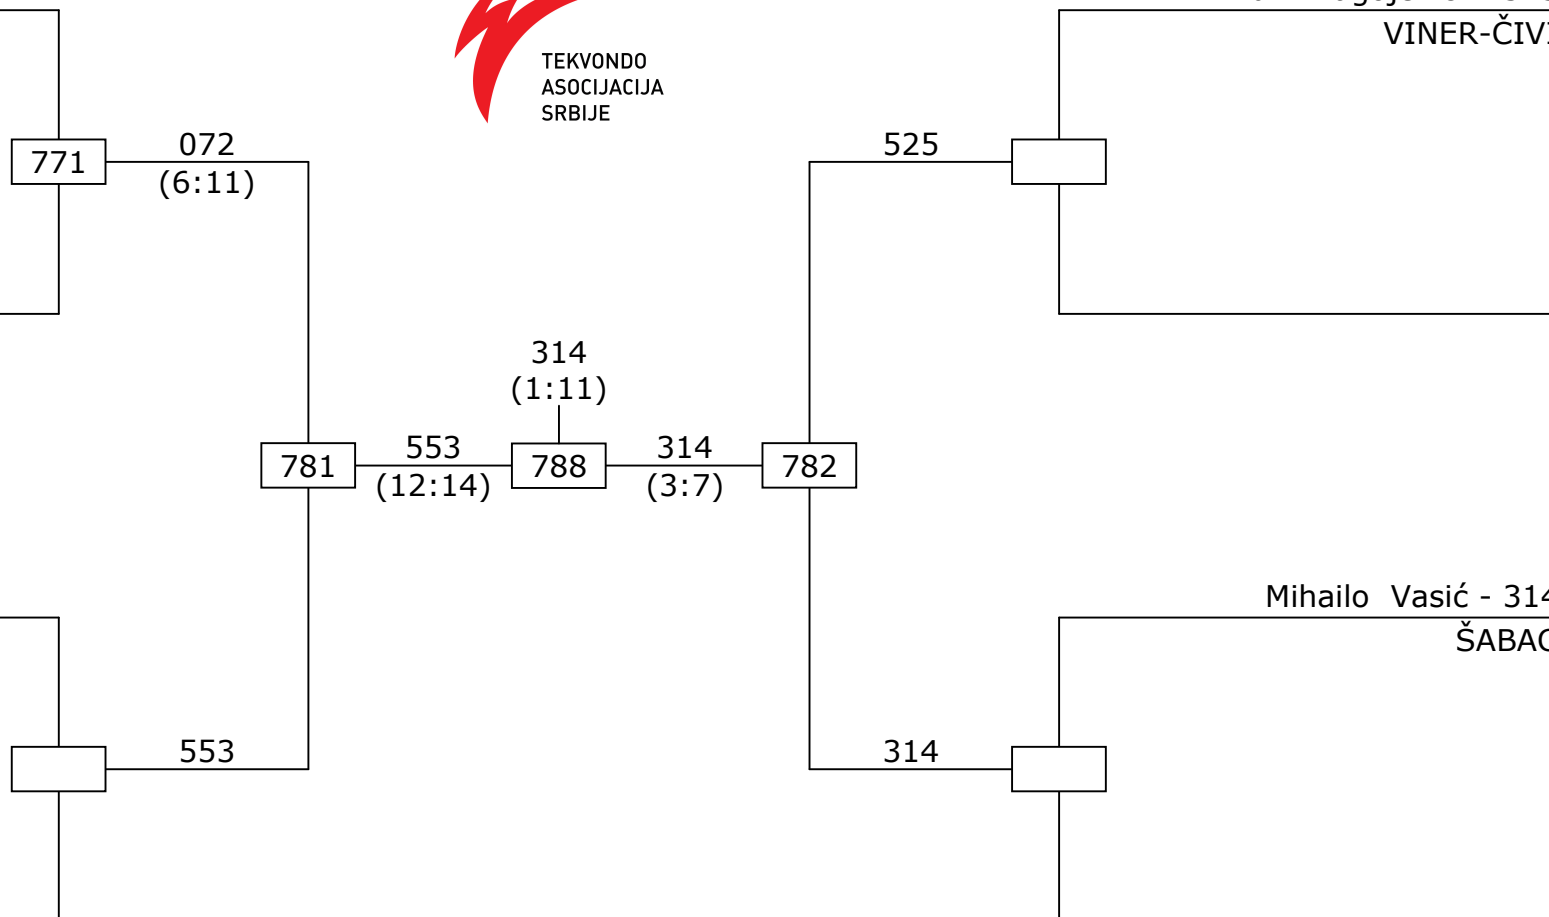 VINER-ČIVI
TEKVONDO
ASOCIJACIJA
SRBIJE
072
525
771
(6:11)
314
(1:11)
553
314
781
788
782
(12:14)
(3:7)
Mihailo Vasić - 314
ŠABAC
553
314